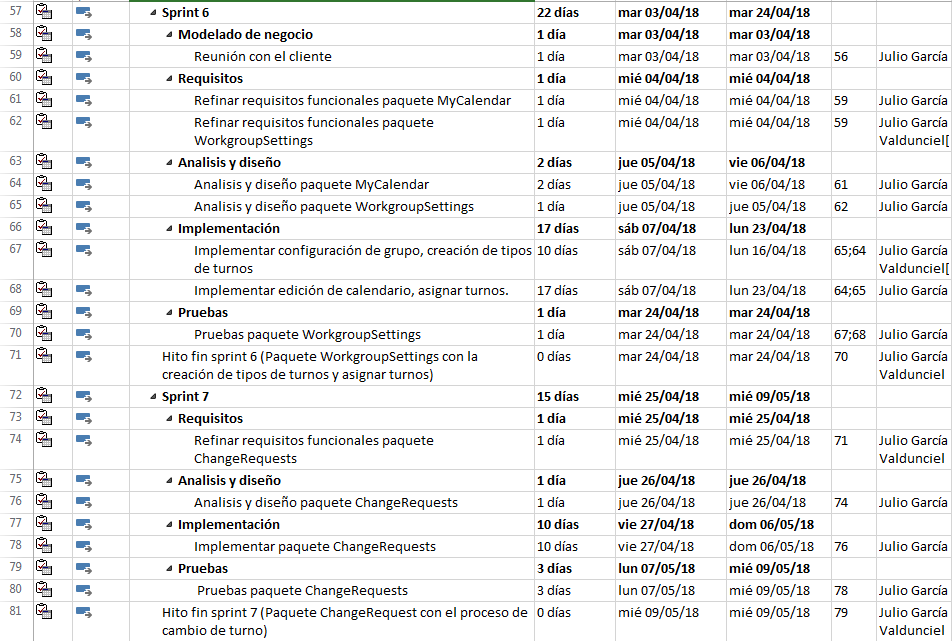 57 Sprint 6 22 días mar 03/04/18 mar 24/04/18
58 Modelado de negocio 1 día mar 03/04/18 mar 03/04/18
59 Reunión con el cliente 1 día mar 03/04/18 mar 03/04/18 56 Julio García
60 Requisitos 1 día mié 04/04/18 mié 04/04/18
61 Refinar requisitos funcionales paquete MyCalendar 1 día mié 04/04/18 mié 04/04/18 59 Julio García
62 Refinar requisitos funcionales paquete 1 día mié 04/04/18 mié 04/04/18 59 Julio García
WorkgroupSettings Valdunciel[
63 Analisis y diseño 2 días jue 05/04/18 vie 06/04/18
64 Analisis y diseño paquete MyCalendar 2 días jue 05/04/18 vie 06/04/18 61 Julio García
65 Analisis y diseño paquete WorkgroupSettings 1 día jue 05/04/18 jue 05/04/18 62 Julio García
66 Implementación 17 días sáb 07/04/18 lun 23/04/18
67 Implementar configuración de grupo, creación de tipos 10 días sáb 07/04/18 lun 16/04/18 65;64 Julio García
de turnos Valdunciel[
68 Implementar edición de calendario, asignar turnos. 17 días sáb 07/04/18 lun 23/04/18 64;65 Julio García
69 Pruebas 1 día mar 24/04/18 mar 24/04/18
70 Pruebas paquete WorkgroupSettings 1 día mar 24/04/18 mar 24/04/18 67;68 Julio García
71 Hito fin sprint 6 (Paquete WorkgroupSettings con la 0 días mar 24/04/18 mar 24/04/18 70 Julio García
creación de tipos de turnos y asignar turnos) Valdunciel
72 Sprint 7 15 días mié 25/04/18 mié 09/05/18
73 Requisitos 1 día mié 25/04/18 mié 25/04/18
74 Refinar requisitos funcionales paquete 1 día mié 25/04/18 mié 25/04/18 71 Julio García
ChangeRequests Valdunciel
75 Analisis y diseño 1 día jue 26/04/18 jue 26/04/18
76 Analisis y diseño paquete ChangeRequests 1 día jue 26/04/18 jue 26/04/18 74 Julio García
77 Implementación 10 días vie 27/04/18 dom 06/05/18
78 Implementar paquete ChangeRequests 10 días vie 27/04/18 dom 06/05/18 76 Julio García
79 Pruebas 3 días lun 07/05/18 mié 09/05/18
80 Pruebas paquete ChangeRequests 3 días lun 07/05/18 mié 09/05/18 78 Julio García
81 Hito fin sprint 7 (Paquete ChangeRequest con el proceso de 0 días mié 09/05/18 mié 09/05/18 79 Julio García
cambio de turno) Valdunciel[